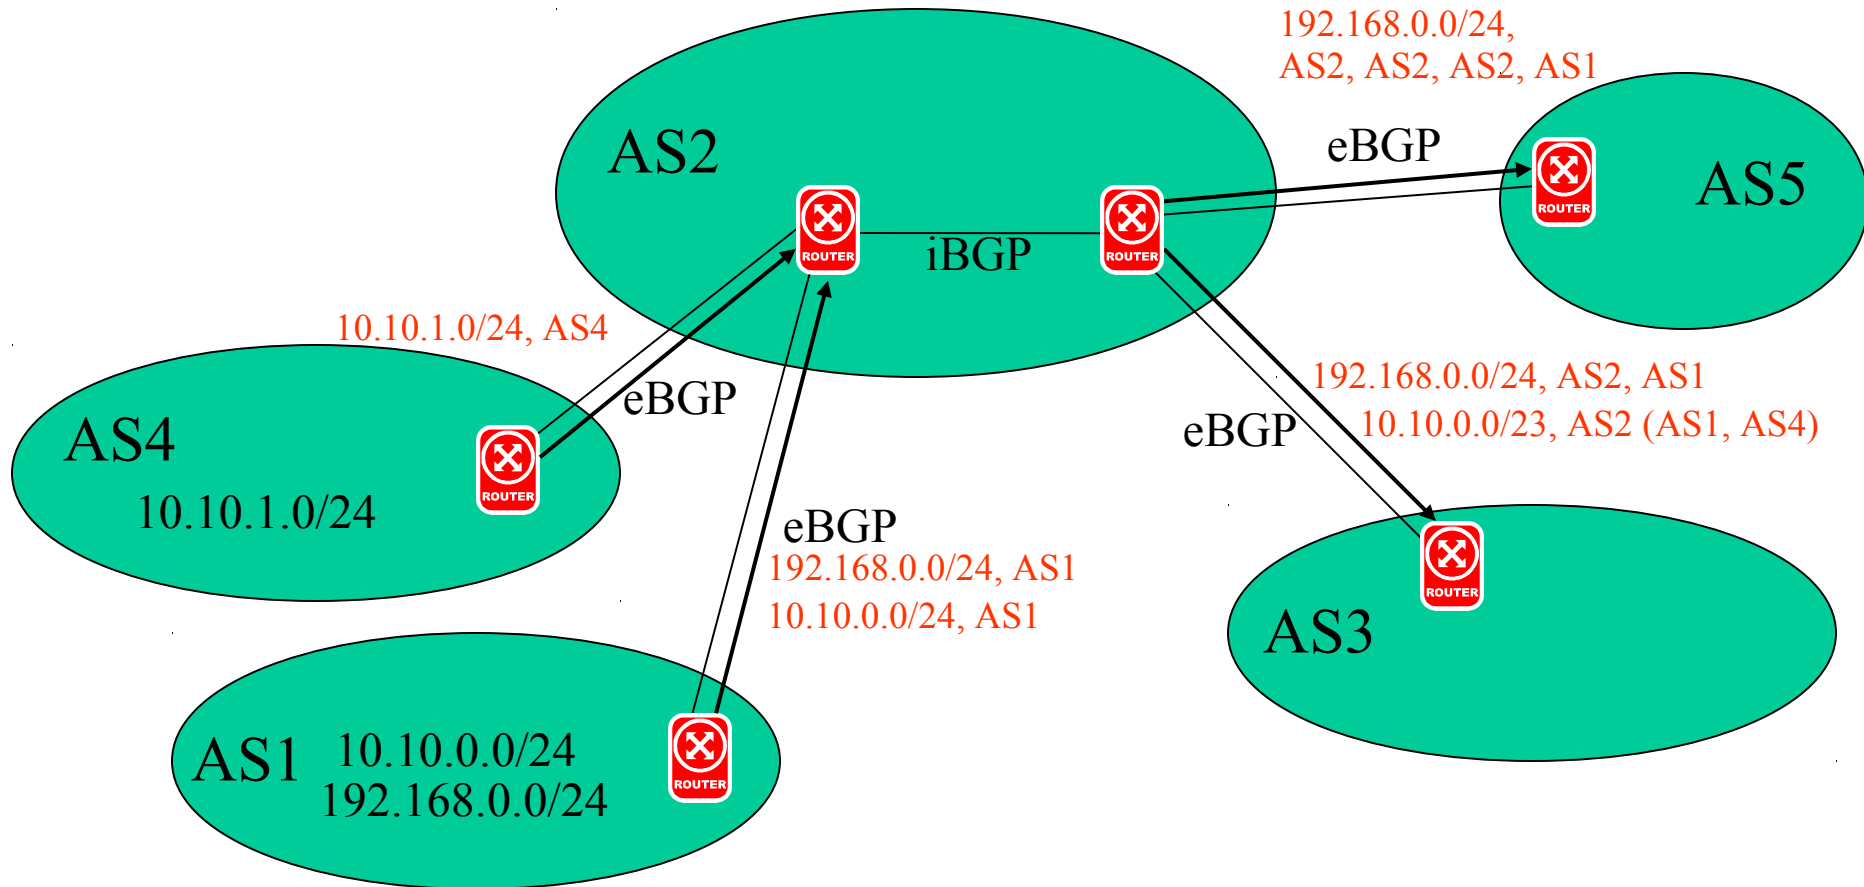 192.168.0.0/24,
AS2, AS2, AS2, AS1
AS2
eBGP
AS5
ROUTER
iBGP
ROUTER
ROUTER
10.10.1.0/24, AS4
eBGP
192.168.0.0/24, AS2, AS1
10.10.0.0/23, AS2 (AS1, AS4)
eBGP
AS4
ROUTER
10.10.1.0/24
eBGP
192.168.0.0/24, AS1
10.10.0.0/24, AS1
ROUTER
AS3
AS1
10.10.0.0/24
192.168.0.0/24
ROUTER